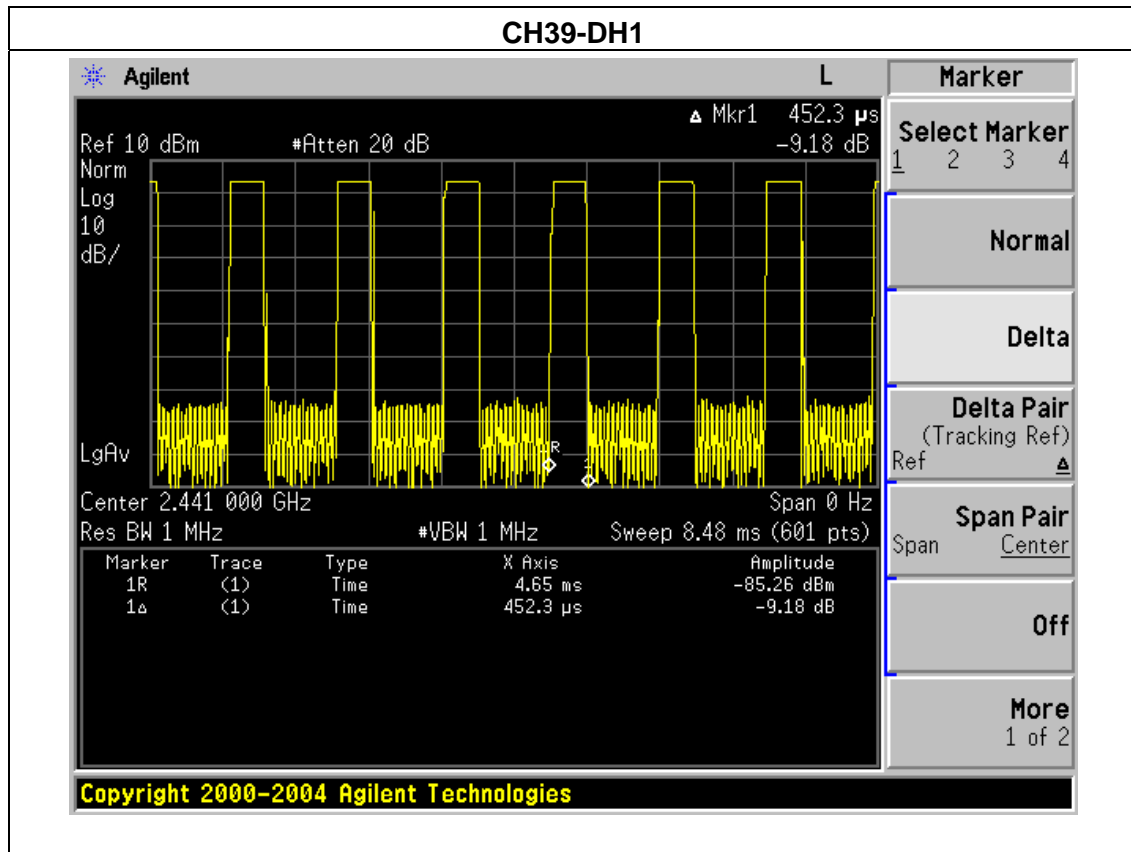 CH39-DH1
Agilent L
Δ Mkr1 452.3 µs
Ref 10 dBm #Atten 20 dB -9.18 dB
Norm
Log
10
dB/
LgAv
R
1
Center 2.441 000 GHz Span 0 Hz
Res BW 1 MHz #VBW 1 MHz Sweep 8.48 ms (601 pts)
Marker Trace Type X Axis Amplitude
1R (1) Time 4.65 ms -85.26 dBm
1Δ (1) Time 452.3 µs -9.18 dB
Marker
Select Marker
1 2 3 4
Normal
Delta
Delta Pair
(Tracking Ref)
Ref Δ
Span Pair
Span Center
Off
More
1 of 2
Copyright 2000-2004 Agilent Technologies